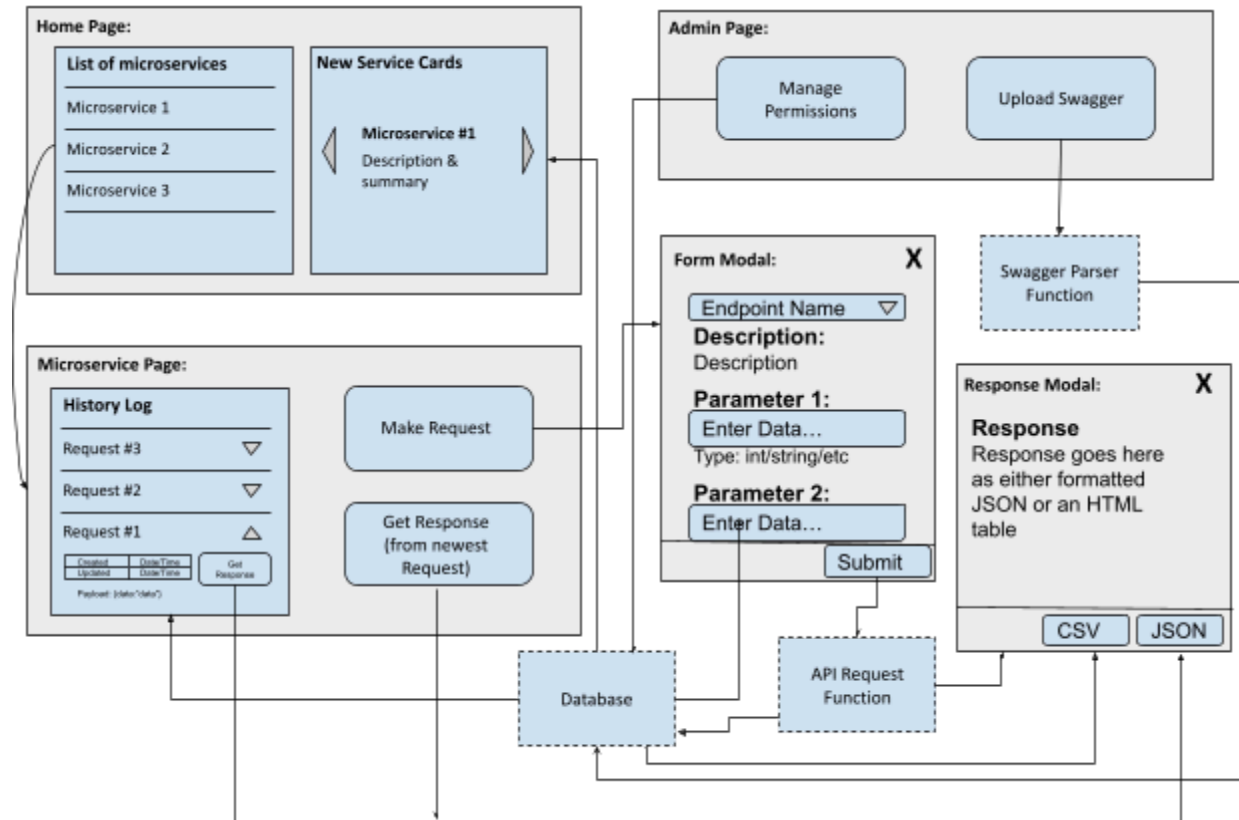 Home Page:
List of microservices
Microservice 1
Microservice 2
Microservice 3
New Service Cards
Microservice #1
Description &
summary
Admin Page:
Manage
Permissions
Upload Swagger
Swagger Parser
Function
Form Modal:
X
Endpoint Name
Description:
Description
Parameter 1:
Enter Data...
Type: int/string/etc
Parameter 2:
Enter Data...
Submit
Microservice Page:
History Log
Request #3
Request #2
Request #1
Created Date/Time
Updated Date/Time
Get
Response
Payload: {data:"data"}
Make Request
Get Response
(from newest
Request)
Response Modal:
X
Response
Response goes here
as either formatted
JSON or an HTML
table
CSV
JSON
Database
API Request
Function